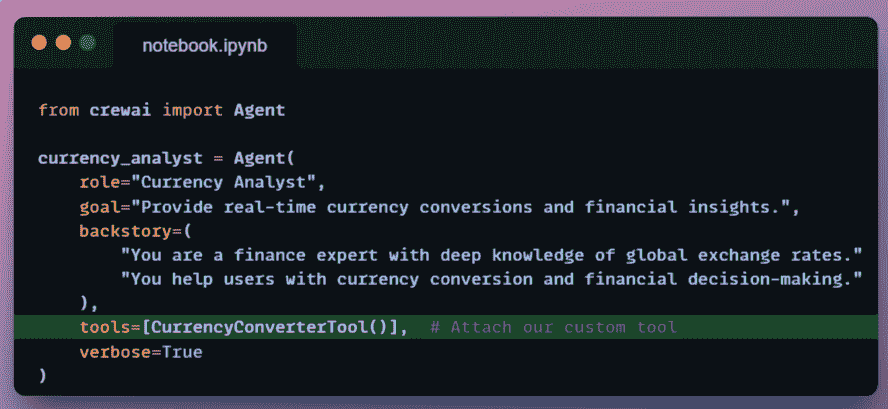 notebook.ipynb
from crewai import Agent
currency_analyst = Agent(
    role="Currency Analyst",
    goal="Provide real-time currency conversions and financial insights.",
    backstory=(
        "You are a finance expert with deep knowledge of global exchange rates."
        "You help users with currency conversion and financial decision-making."
    ),
    tools=[CurrencyConverterTool()],  # Attach our custom tool
    verbose=True
)